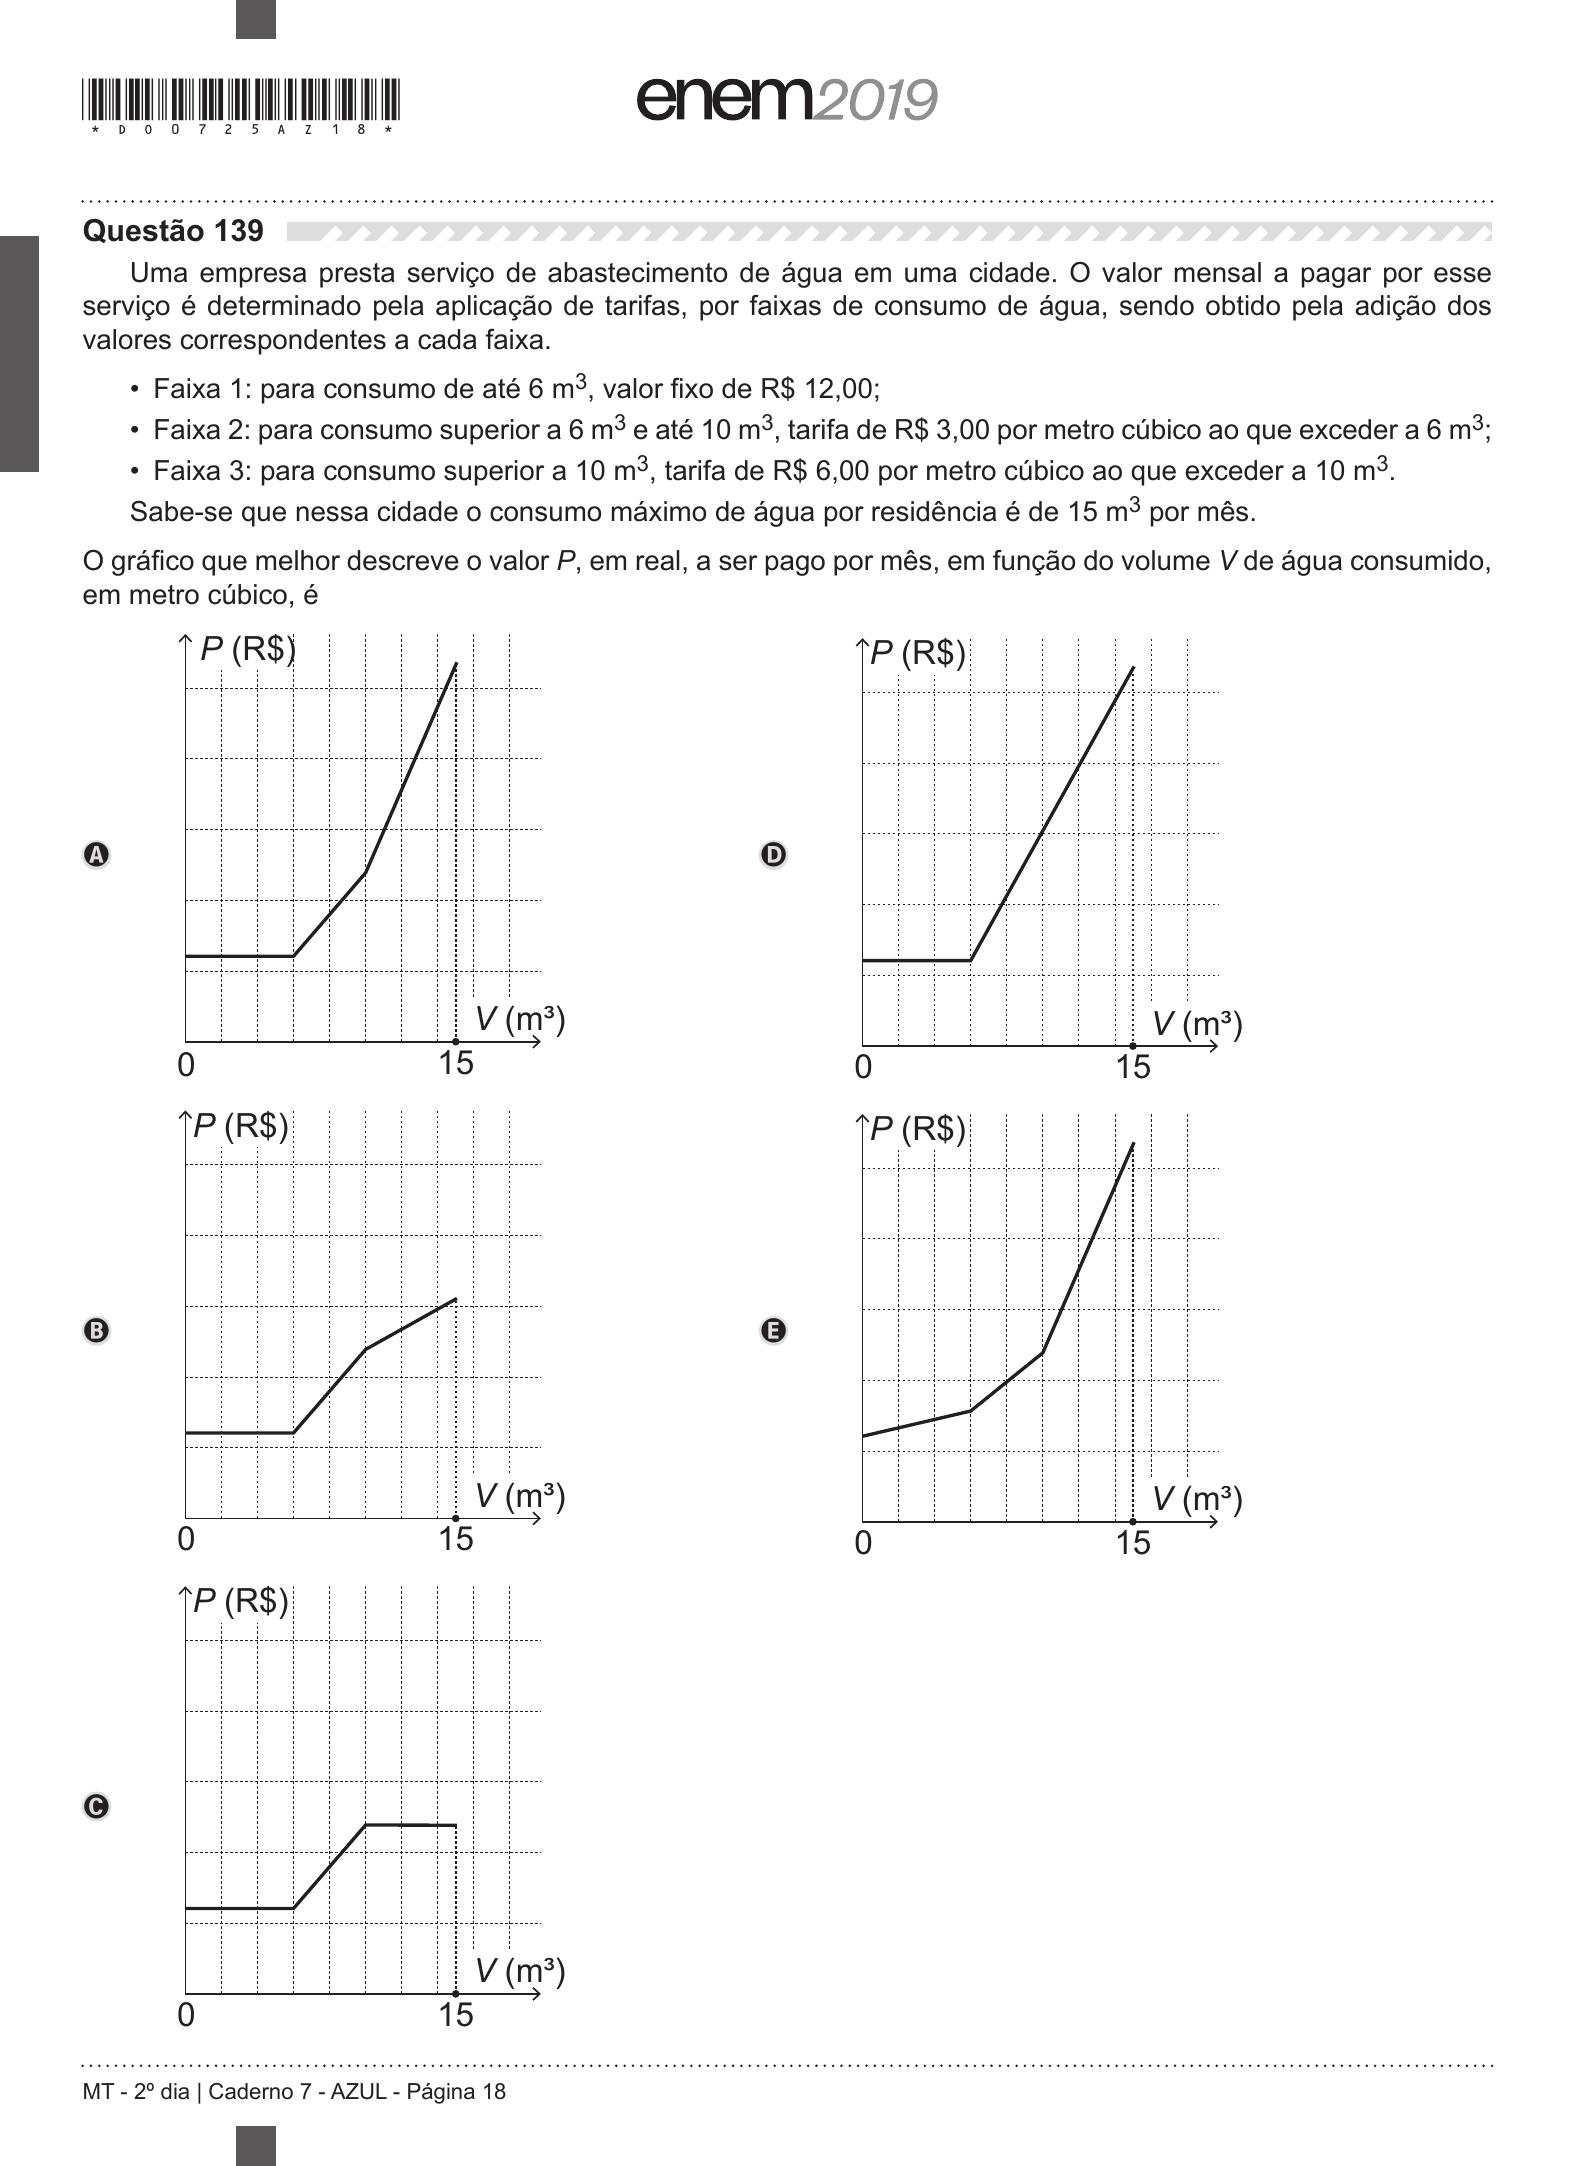 *D00725AZ18*
enem2019
Questão 139
Uma empresa presta serviço de abastecimento de água em uma cidade. O valor mensal a pagar por esse
serviço é determinado pela aplicação de tarifas, por faixas de consumo de água, sendo obtido pela adição dos
valores correspondentes a cada faixa.
• Faixa 1: para consumo de até 6 m³, valor fixo de R$ 12,00;
• Faixa 2: para consumo superior a 6 m³ e até 10 m³, tarifa de R$ 3,00 por metro cúbico ao que exceder a 6 m³;
• Faixa 3: para consumo superior a 10 m³, tarifa de R$ 6,00 por metro cúbico ao que exceder a 10 m³.
Sabe-se que nessa cidade o consumo máximo de água por residência é de 15 m³ por mês.
O gráfico que melhor descreve o valor P, em real, a ser pago por mês, em função do volume V de água consumido,
em metro cúbico, é
P (R$)
A
V (m³)
0 15
P (R$)
B
V (m³)
0 15
P (R$)
C
V (m³)
0 15
P (R$)
D
V (m³)
0 15
P (R$)
E
V (m³)
0 15
MT - 2º dia | Caderno 7 - AZUL - Página 18